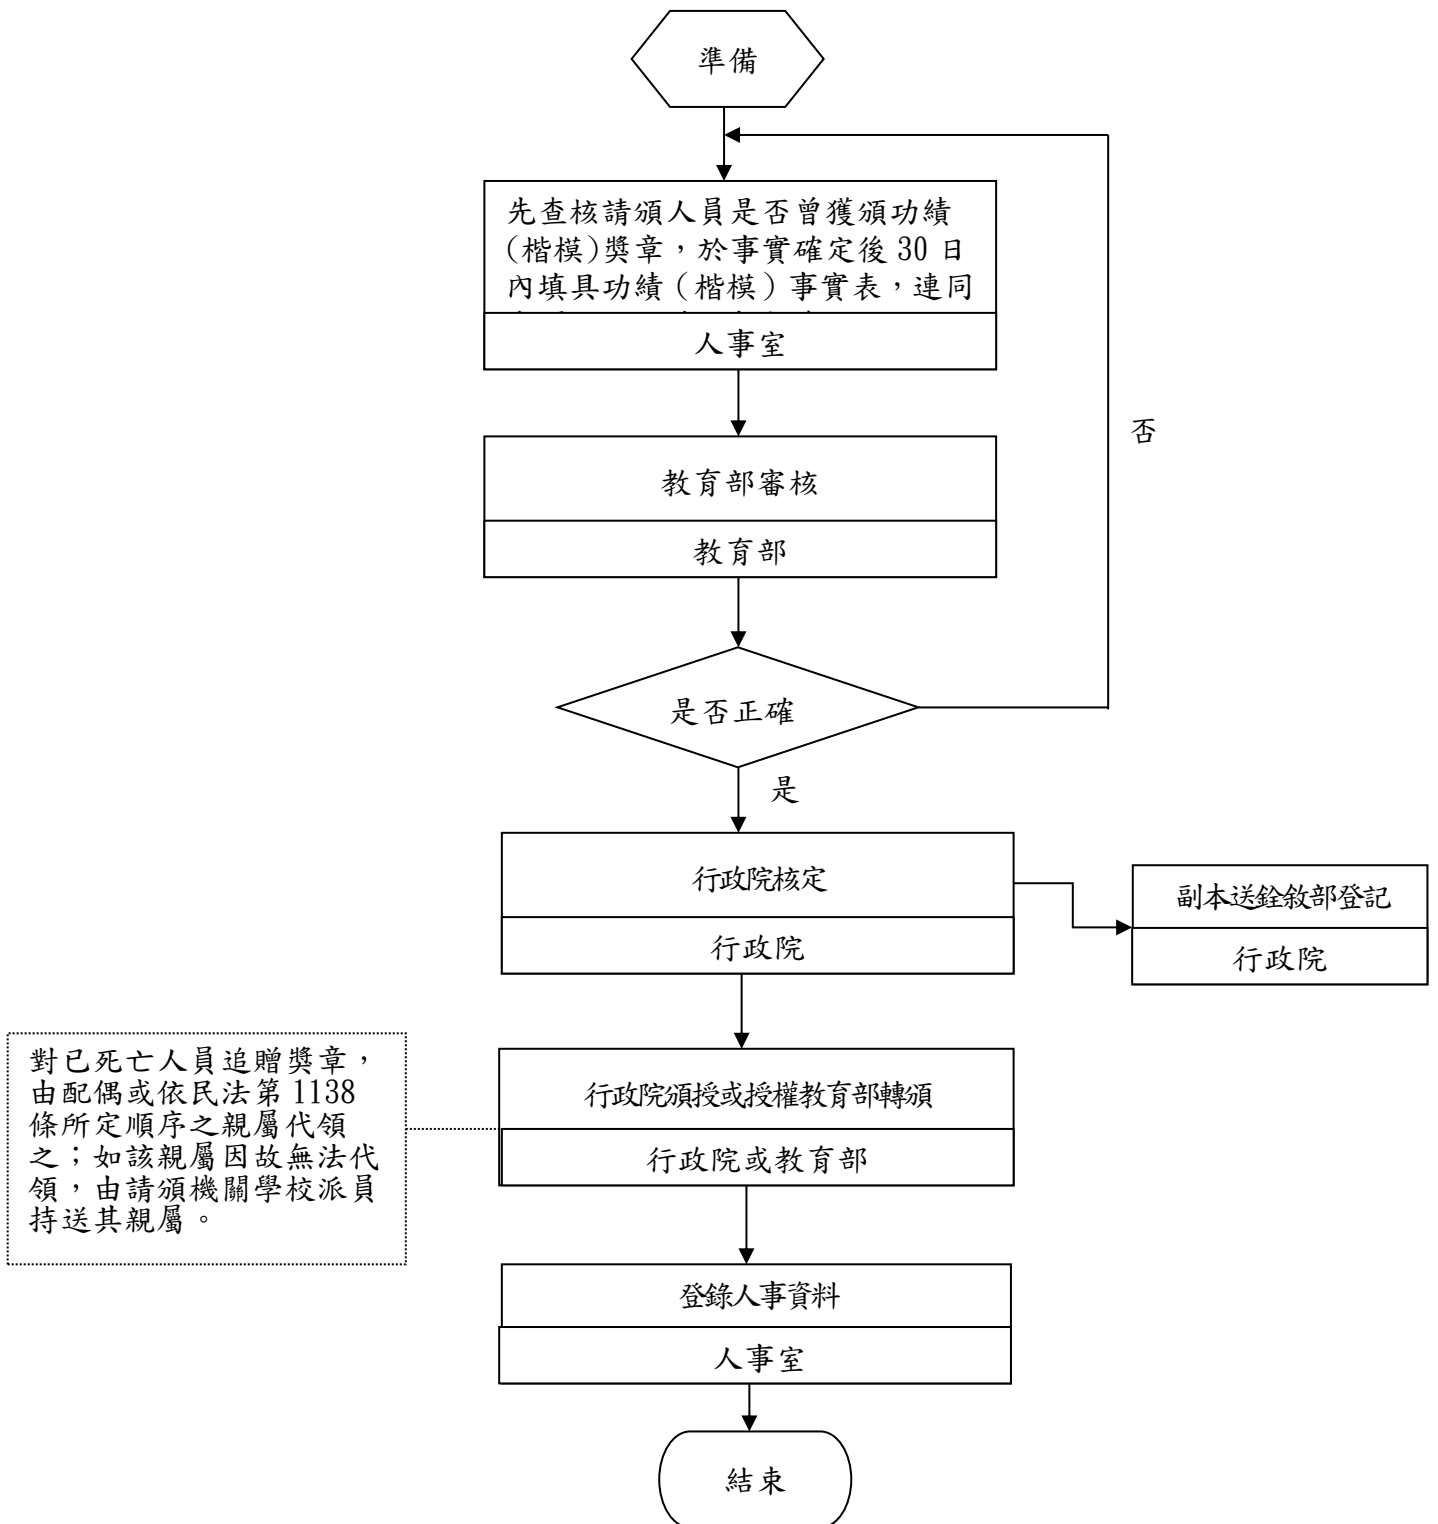 準備
先查核請頒人員是否曾獲頒功績
(楷模)獎章，於事實確定後 30 日
內填具功績（楷模）事實表，連同
人事室
否
教育部審核
教育部
是否正確
是
行政院核定
行政院
副本送銓敘部登記
行政院
對已死亡人員追贈獎章，
由配偶或依民法第 1138
條所定順序之親屬代領
之；如該親屬因故無法代
領，由請頒機關學校派員
持送其親屬。
行政院頒授或授權教育部轉頒
行政院或教育部
登錄人事資料
人事室
結束